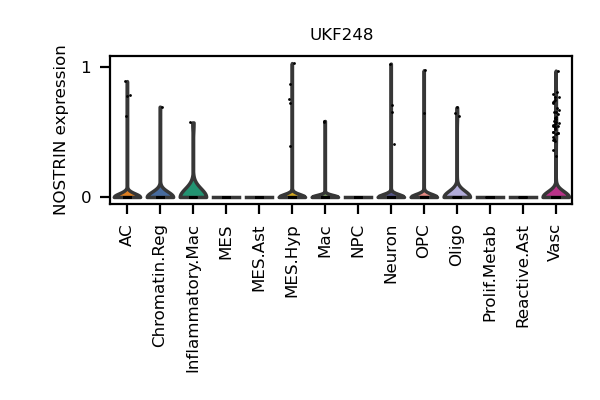 UKF248
NOSTRIN expression
1
0
AC
Chromatin.Reg
Inflammatory.Mac
MES
MES.Ast
MES.Hyp
Mac
NPC
Neuron
OPC
Oligo
Prolif.Metab
Reactive.Ast
Vasc